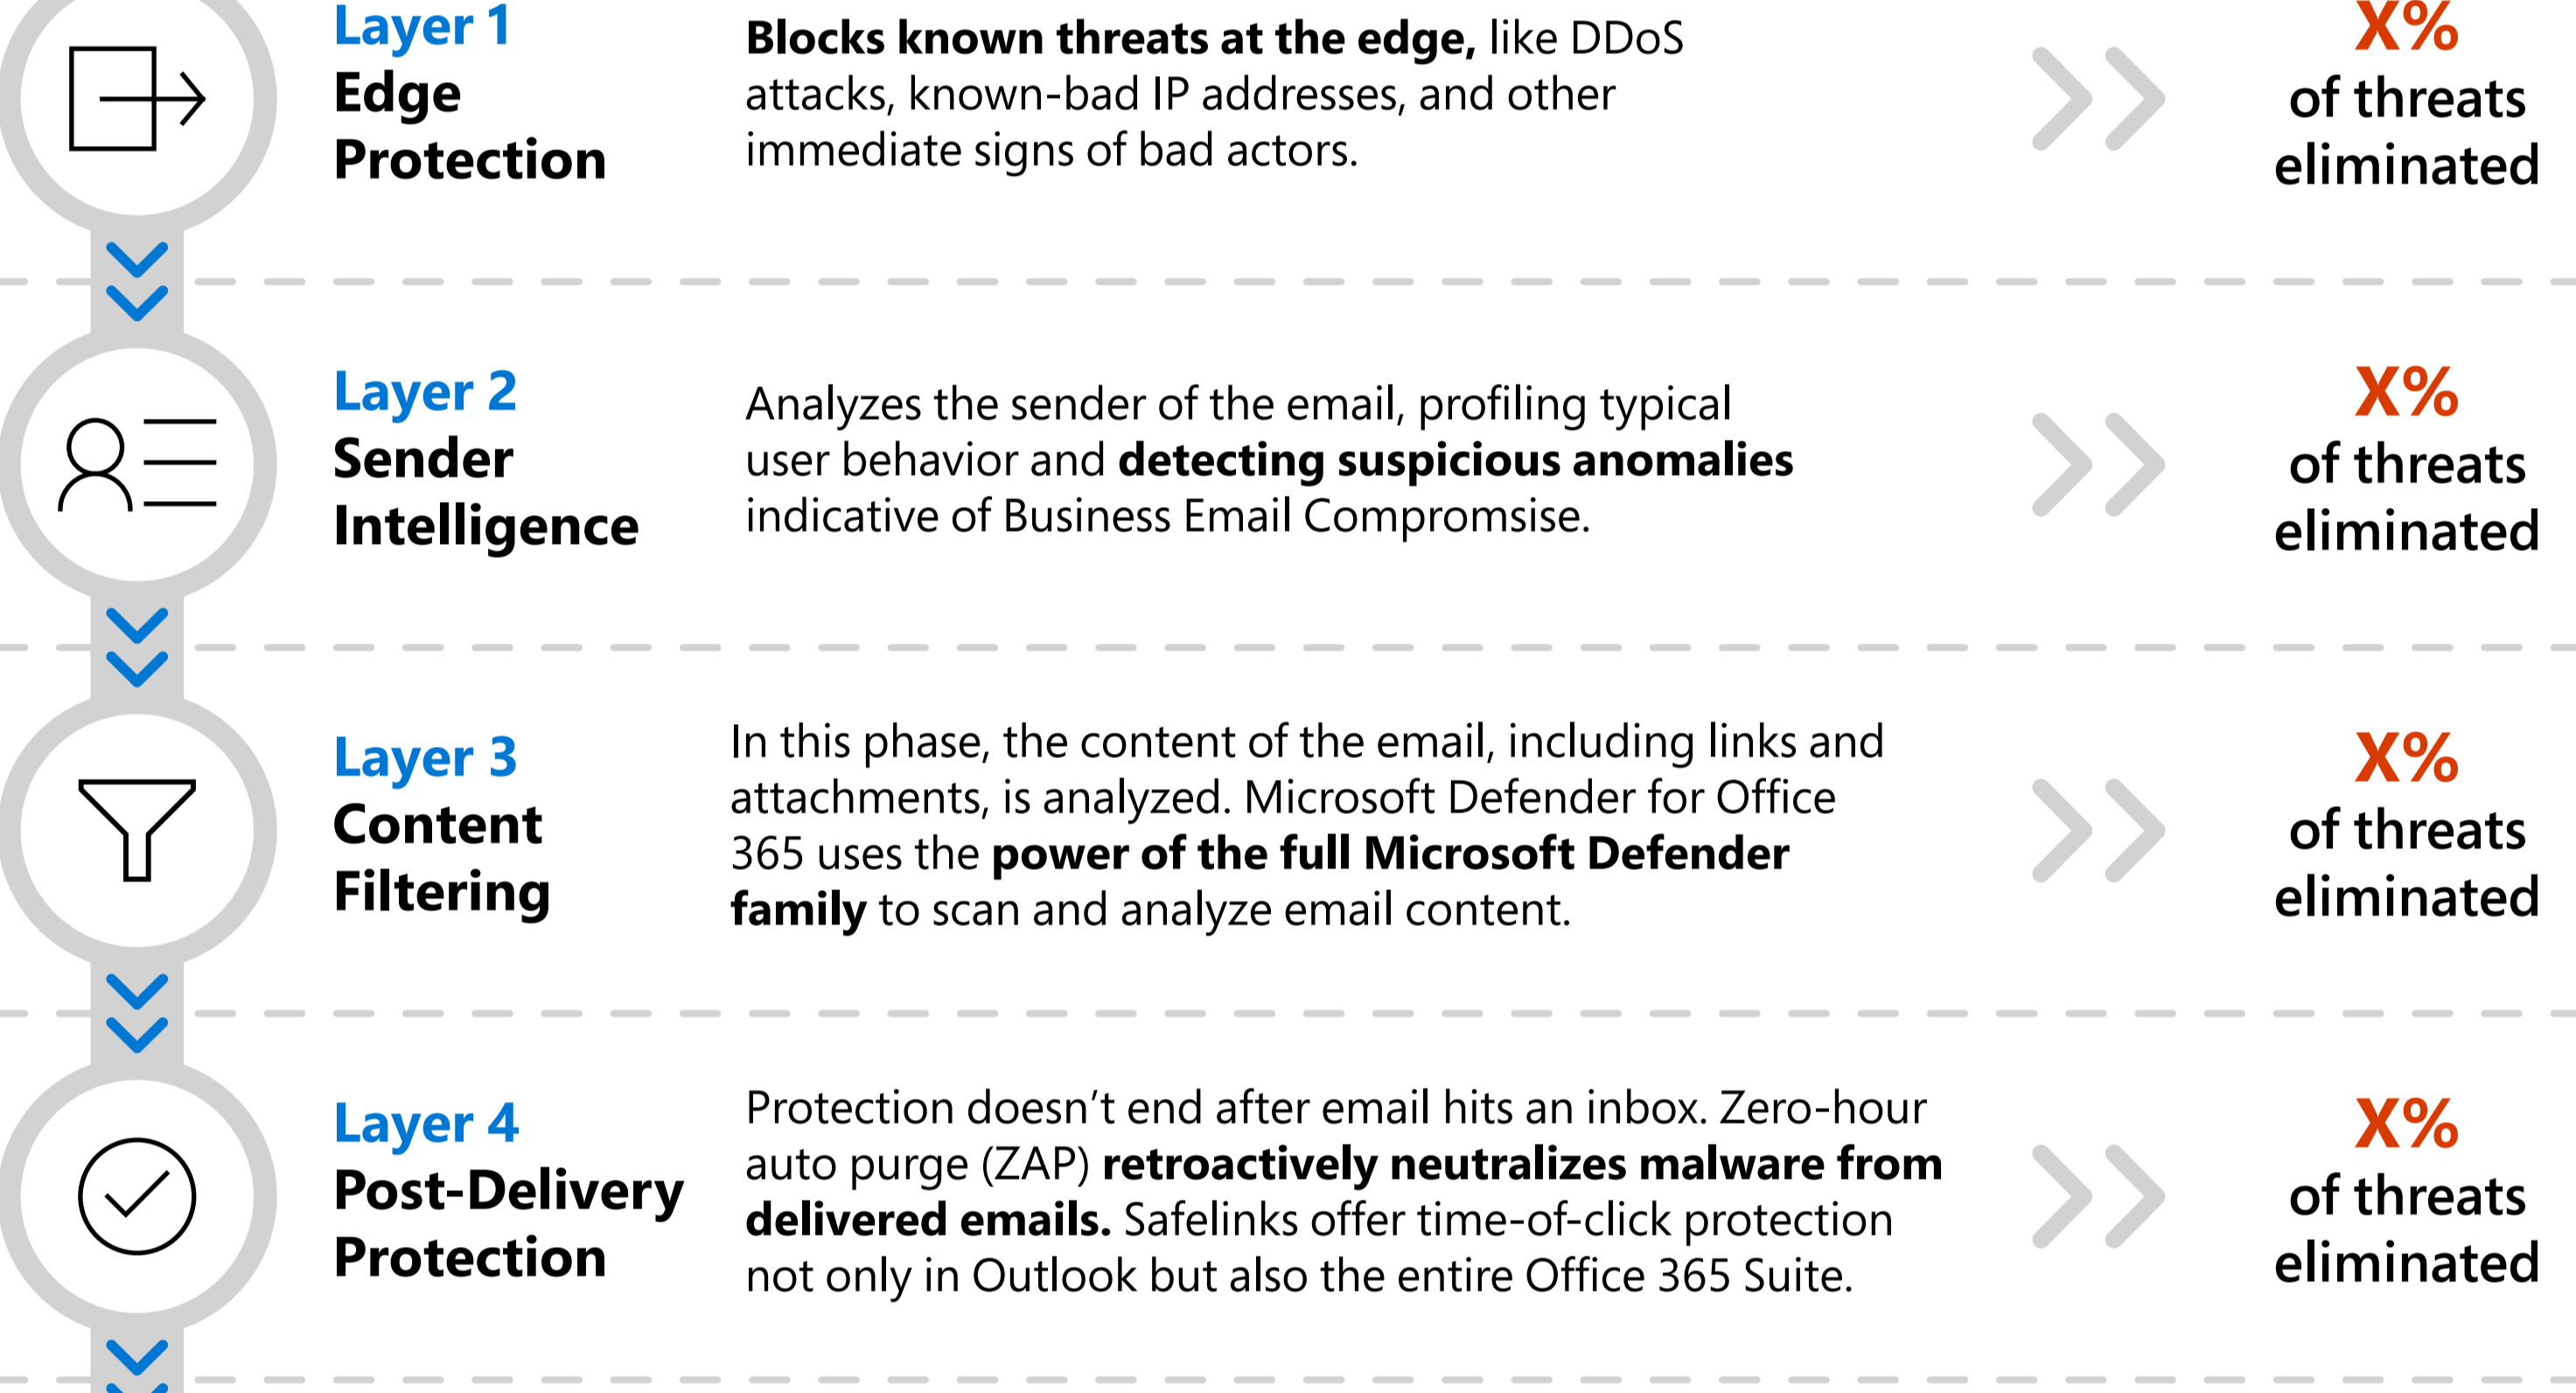 Layer 1
Edge
Protection
Blocks known threats at the edge, like DDoS
attacks, known-bad IP addresses, and other
immediate signs of bad actors.
X%
of threats
eliminated
Layer 2
Sender
Intelligence
Analyzes the sender of the email, profiling typical
user behavior and detecting suspicious anomalies
indicative of Business Email Compromsise.
X%
of threats
eliminated
Layer 3
Content
Filtering
In this phase, the content of the email, including links and
attachments, is analyzed. Microsoft Defender for Office
365 uses the power of the full Microsoft Defender
family to scan and analyze email content.
X%
of threats
eliminated
Layer 4
Post-Delivery
Protection
Protection doesn’t end after email hits an inbox. Zero-hour
auto purge (ZAP) retroactively neutralizes malware from
delivered emails. Safelinks offer time-of-click protection
not only in Outlook but also the entire Office 365 Suite.
X%
of threats
eliminated